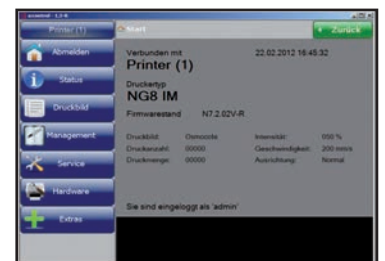 Printer (1)
Start
Zurück
Abmelden
Status
Druckbild
Management
Service
Hardware
Extras
Verbunden mit 22.02.2012 16:45:32
Printer (1)
Druckertyp
NG8 IM
Firmwarestand N7.2.02V-R
Druckbild: Osmocote Intensität: 050 %
Druckanzahl: 00000 Geschwindigkeit: 200 mm/s
Druckmenge: 00000 Ausrichtung: Normal
Sie sind eingeloggt als 'admin'